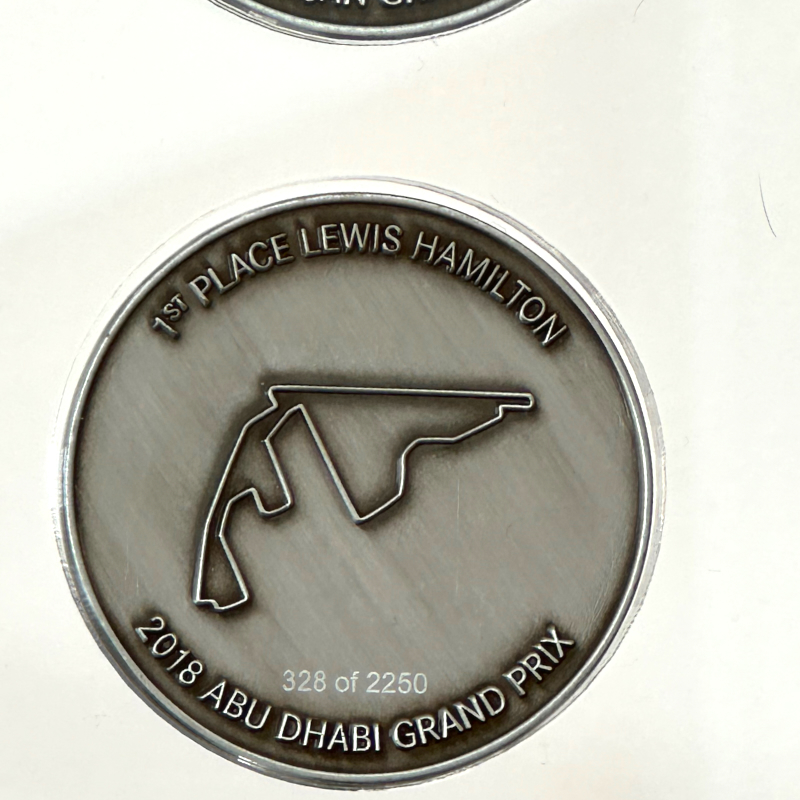 1ST PLACE LEWIS HAMILTON
328 of 2250
2018 ABU DHABI GRAND PRIX